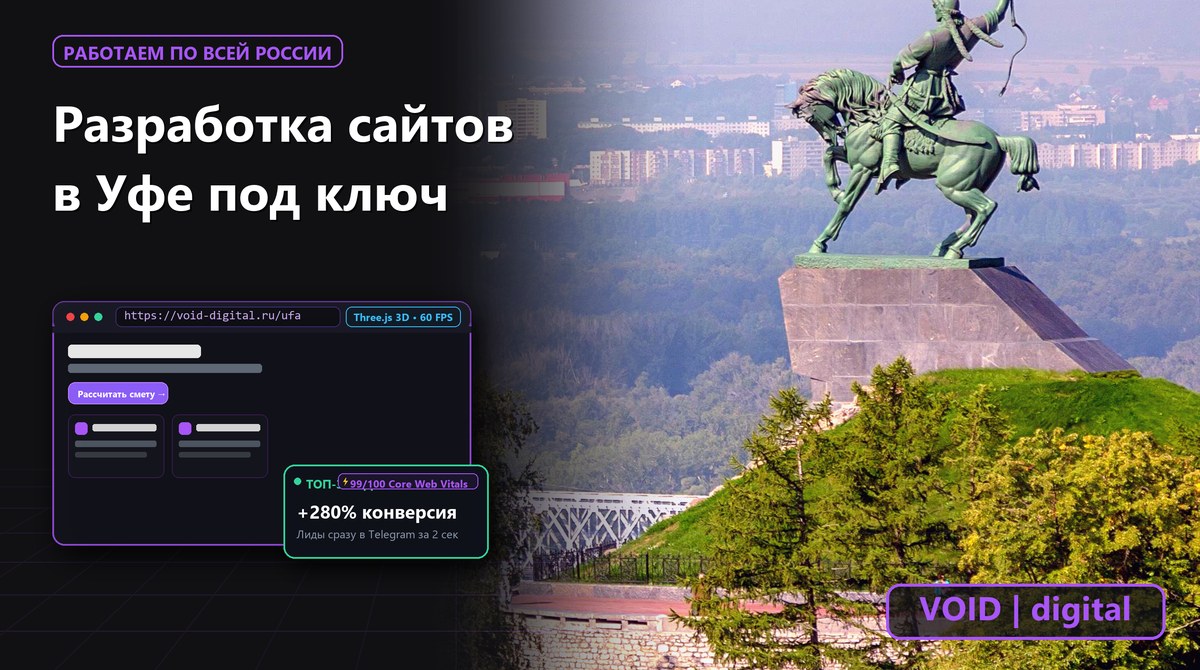 РАБОТАЕМ ПО ВСЕЙ РОССИИ
Разработка сайтов
в Уфе под ключ
https://void-digital.ru/ufa
Three.js 3D • 60 FPS
Рассчитать смету →
ТОП-
99/100 Core Web Vitals
+280% конверсия
Лиды сразу в Telegram за 2 сек
VOID | digital